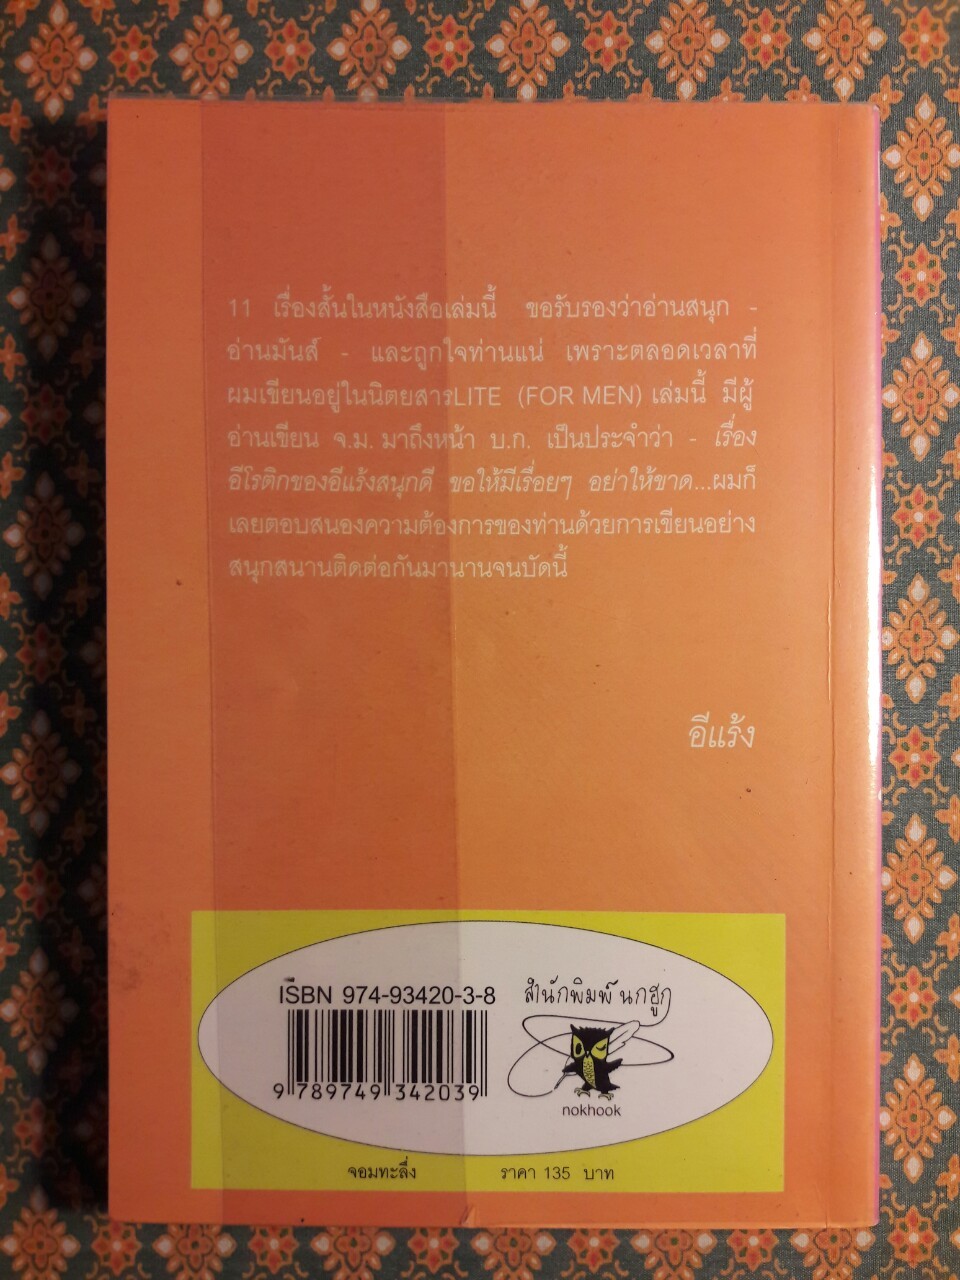 11 เรื่องสั้นในหนังสือเล่มนี้ ขอรับรองว่าอ่านสนุก -
อ่านมันส์ - และถูกใจท่านแน่ เพราะตลอดเวลาที่
ผมเขียนอยู่ในนิตยสารLITE (FOR MEN) เล่มนี้ มีผู้
อ่านเขียน จ.ม. มาถึงหน้า บ.ก. เป็นประจำว่า - เรื่อง
อีโรติกของอีแร้งสนุกดี ขอให้มีเรื่อยๆ อย่าให้ขาด...ผมก็
เลยตอบสนองความต้องการของท่านด้วยการเขียนอย่าง
สนุกสนานติดต่อกันมานานจนบัดนี้
อีแร้ง
ISBN 974-93420-3-8
9 789749 342039
สำนักพิมพ์ นกฮูก
nokhook
จอมทะลึ่ง ราคา 135 บาท